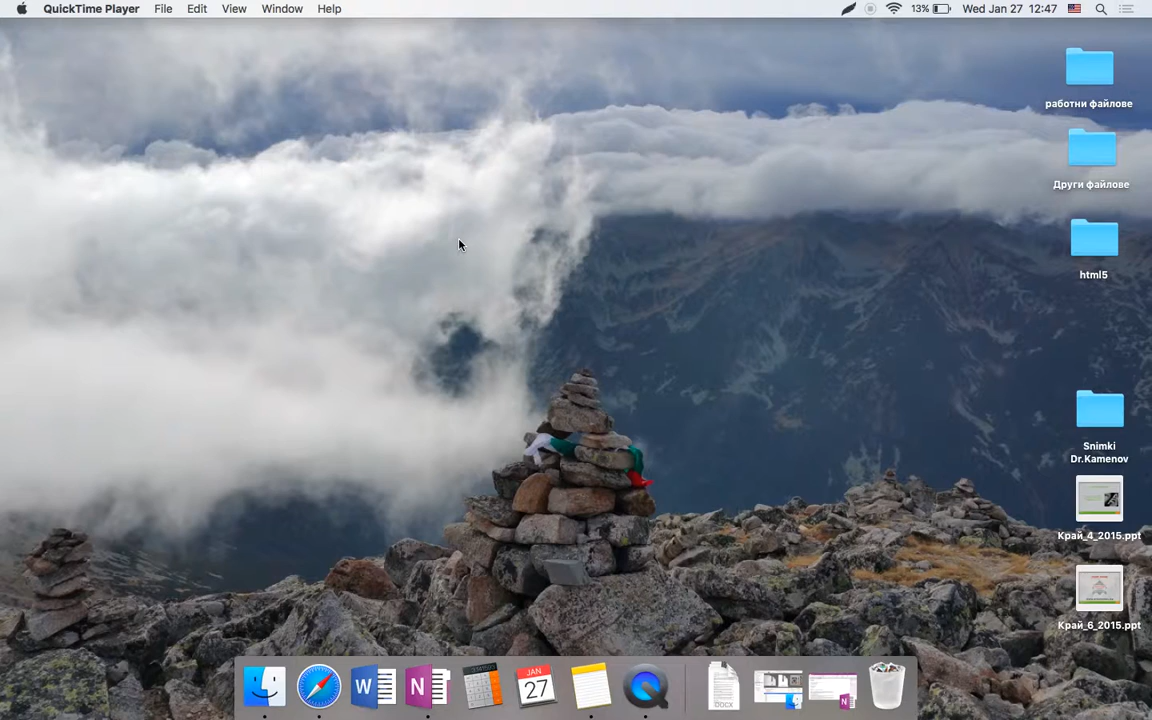 QuickTime Player File Edit View Window Help 13% Wed Jan 27 12:47
работни файлове
Други файлове
html5
Snimki
Dr.Kamenov
Край_4_2015.ppt
Край_6_2015.ppt
JAN
27
W
N
DOCX